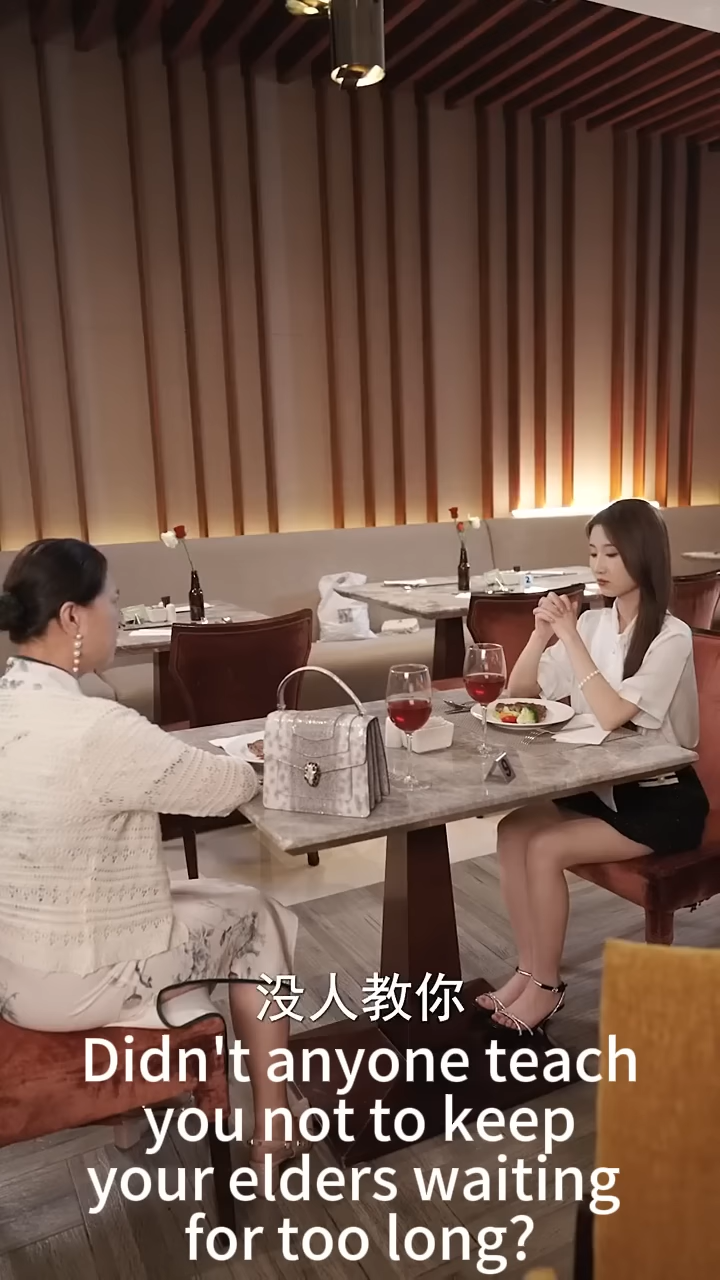 没人教你
Didn't anyone teach
you not to keep
your elders waiting
for too long?